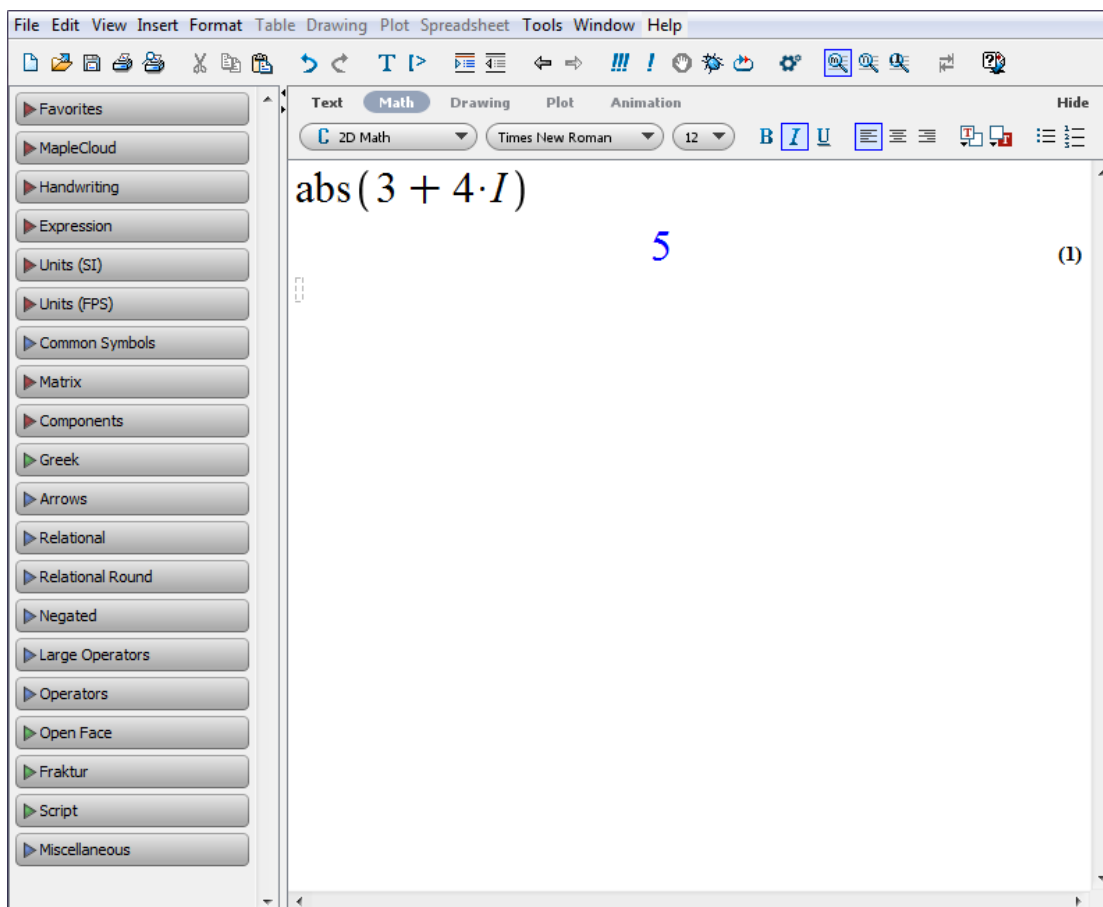 File Edit View Insert Format Table Drawing Plot Spreadsheet Tools Window Help
Favorites
MapleCloud
Handwriting
Expression
Units (SI)
Units (FPS)
Common Symbols
Matrix
Components
Greek
Arrows
Relational
Relational Round
Negated
Large Operators
Operators
Open Face
Fraktur
Script
Miscellaneous
Text Math Drawing Plot Animation Hide
C 2D Math Times New Roman 12 B I U
abs(3 + 4·I)
5 (1)